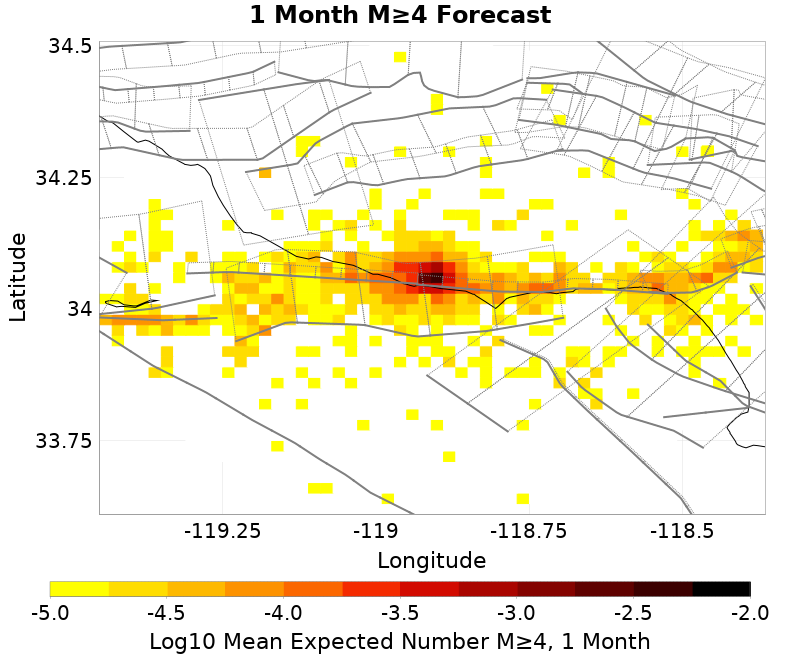 1 Month M≥4 Forecast
34.5
34.25
34
33.75
Latitude
-119.25 -119 -118.75 -118.5
Longitude
-5.0 -4.5 -4.0 -3.5 -3.0 -2.5 -2.0
Log10 Mean Expected Number M≥4, 1 Month